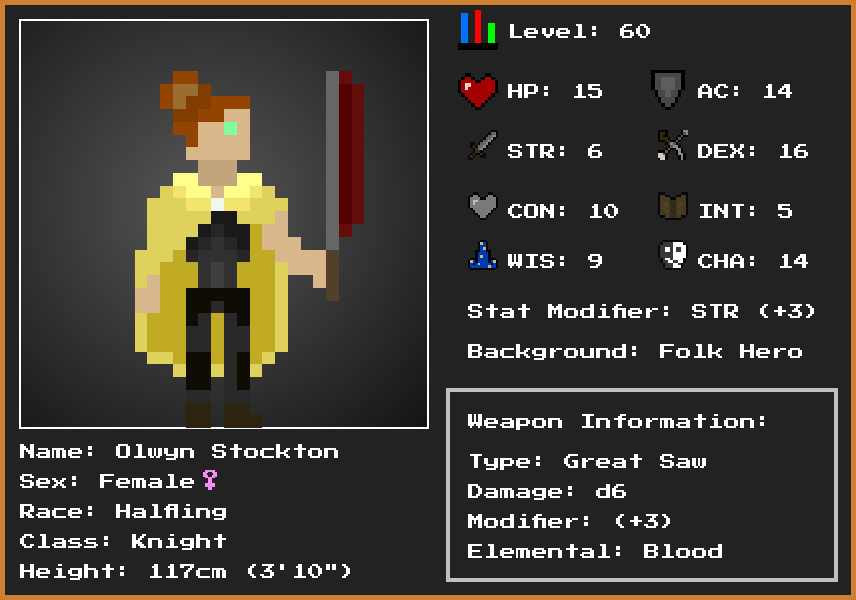 Level: 60
HP: 15
AC: 14
STR: 6
DEX: 16
CON: 10
INT: 5
WIS: 9
CHA: 14
Stat Modifier: STR (+3)
Background: Folk Hero
Weapon Information:
Type: Great Saw
Damage: d6
Modifier: (+3)
Elemental: Blood
Name: Olwyn Stockton
Sex: Female♀
Race: Halfling
Class: Knight
Height: 117cm (3'10")